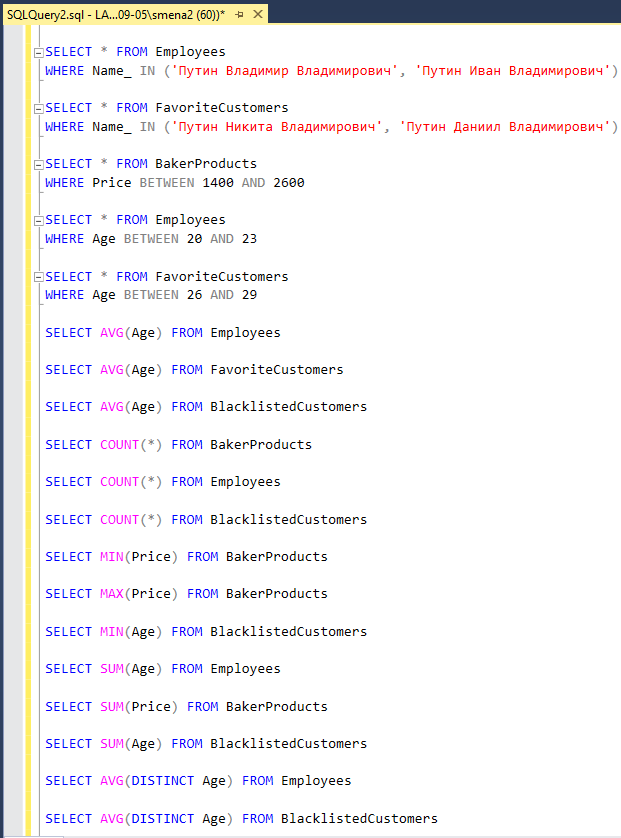 SQLQuery2.sql - LA...09-05\smena2 (60))*
SELECT * FROM Employees
WHERE Name_ IN ('Путин Владимир Владимирович', 'Путин Иван Владимирович')
SELECT * FROM FavoriteCustomers
WHERE Name_ IN ('Путин Никита Владимирович', 'Путин Даниил Владимирович')
SELECT * FROM BakerProducts
WHERE Price BETWEEN 1400 AND 2600
SELECT * FROM Employees
WHERE Age BETWEEN 20 AND 23
SELECT * FROM FavoriteCustomers
WHERE Age BETWEEN 26 AND 29
SELECT AVG(Age) FROM Employees
SELECT AVG(Age) FROM FavoriteCustomers
SELECT AVG(Age) FROM BlacklistedCustomers
SELECT COUNT(*) FROM BakerProducts
SELECT COUNT(*) FROM Employees
SELECT COUNT(*) FROM BlacklistedCustomers
SELECT MIN(Price) FROM BakerProducts
SELECT MAX(Price) FROM BakerProducts
SELECT MIN(Age) FROM BlacklistedCustomers
SELECT SUM(Age) FROM Employees
SELECT SUM(Price) FROM BakerProducts
SELECT SUM(Age) FROM BlacklistedCustomers
SELECT AVG(DISTINCT Age) FROM Employees
SELECT AVG(DISTINCT Age) FROM BlacklistedCustomers